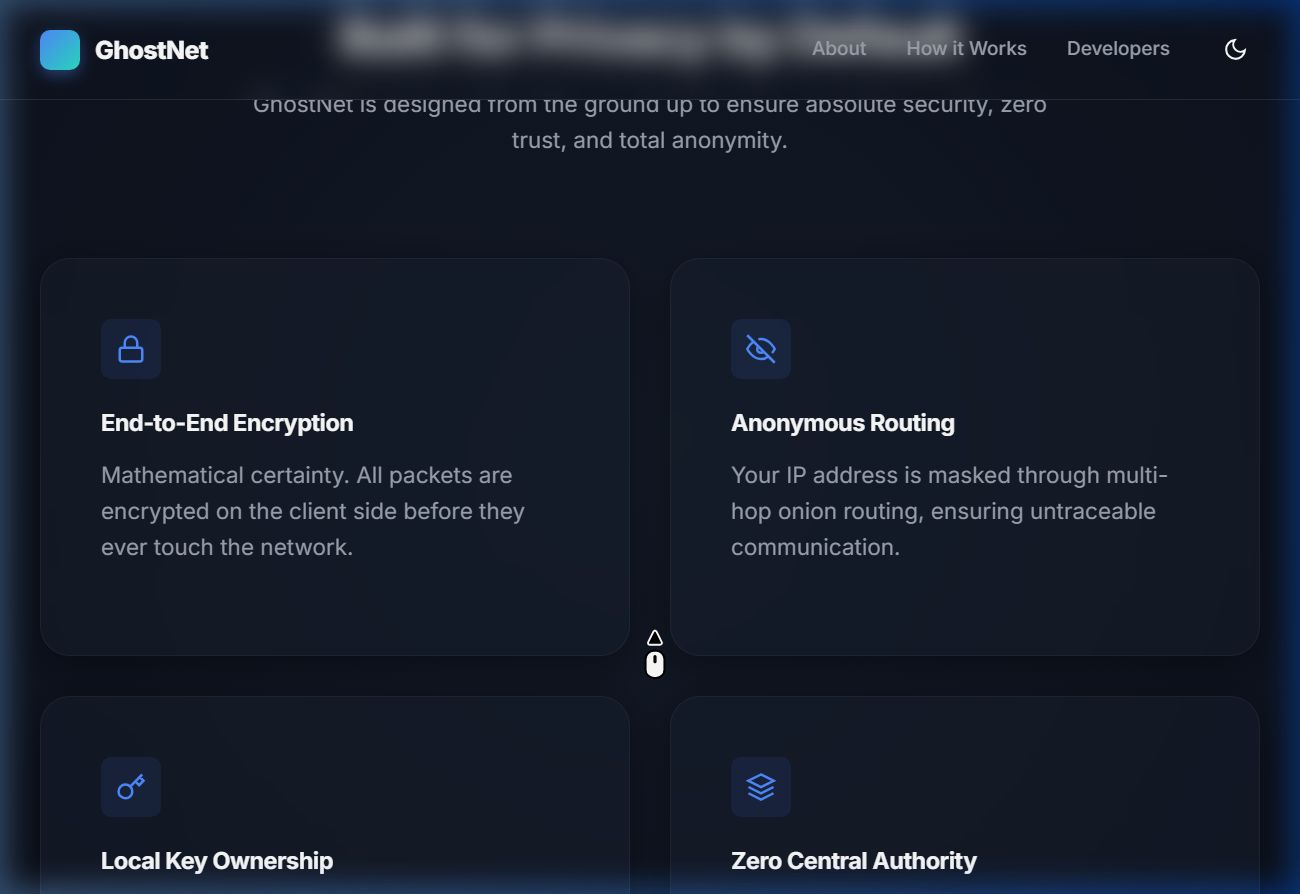 GhostNet
About
How it Works
Developers
GhostNet is designed from the ground up to ensure absolute security, zero
trust, and total anonymity.
End-to-End Encryption
Mathematical certainty. All packets are
encrypted on the client side before they
ever touch the network.
Anonymous Routing
Your IP address is masked through multi-
hop onion routing, ensuring untraceable
communication.
Local Key Ownership
Zero Central Authority